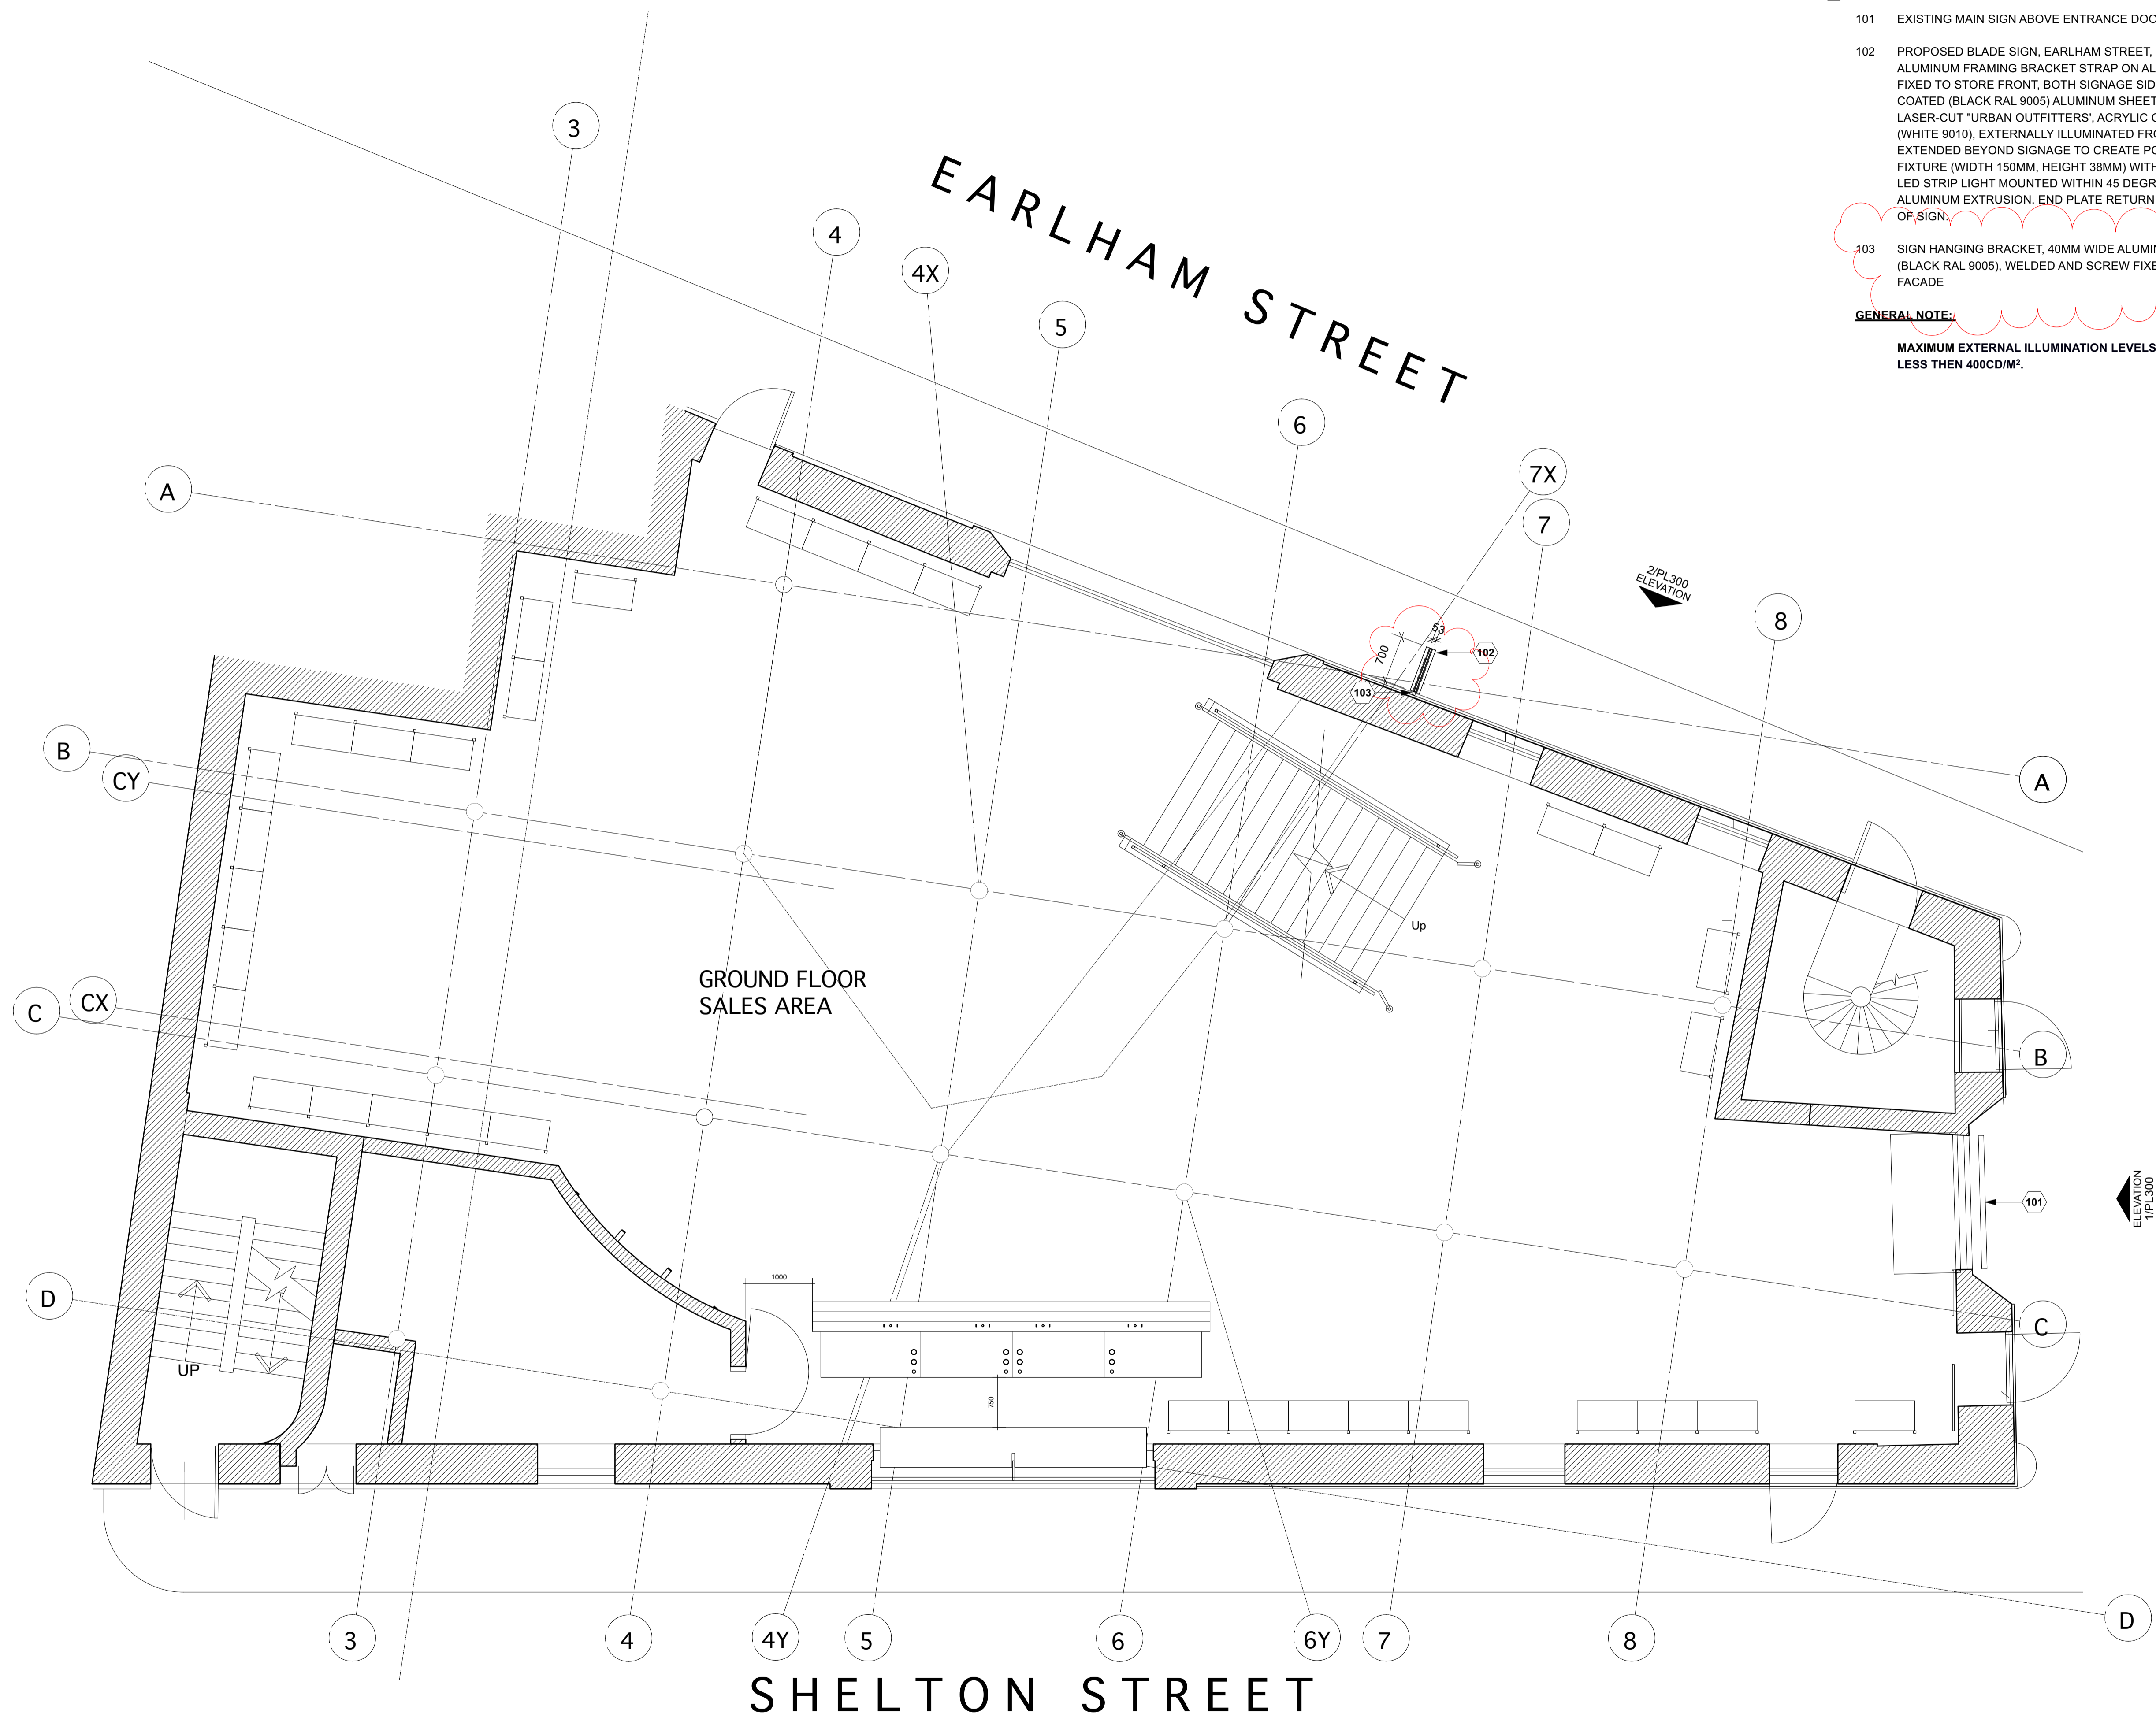 101 EXISTING MAIN SIGN ABOVE ENTRANCE DOO
102 PROPOSED BLADE SIGN, EARLHAM STREET,
ALUMINUM FRAMING BRACKET STRAP ON AL
FIXED TO STORE FRONT, BOTH SIGNAGE SID
COATED (BLACK RAL 9005) ALUMINUM SHEET
LASER-CUT "URBAN OUTFITTERS', ACRYLIC
(WHITE 9010), EXTERNALLY ILLUMINATED FRO
EXTENDED BEYOND SIGNAGE TO CREATE PO
FIXTURE (WIDTH 150MM, HEIGHT 38MM) WITH
LED STRIP LIGHT MOUNTED WITHIN 45 DEGR
ALUMINUM EXTRUSION. END PLATE RETURN
OF SIGN.
103 SIGN HANGING BRACKET, 40MM WIDE ALUMIN
(BLACK RAL 9005), WELDED AND SCREW FIXE
FACADE
GENERAL NOTE:
MAXIMUM EXTERNAL ILLUMINATION LEVELS
LESS THEN 400CD/M².
EARLHAM STREET
3
4
4X
5
6
7X
7
8
A
2/PL300
ELEVATION
53
700
102
103
B
CY
A
Up
GROUND FLOOR
SALES AREA
C
CX
B
101
ELEVATION
1/PL300
D
1000
UP
750
C
3
4
4Y
5
6
6Y
7
8
D
SHELTON STREET